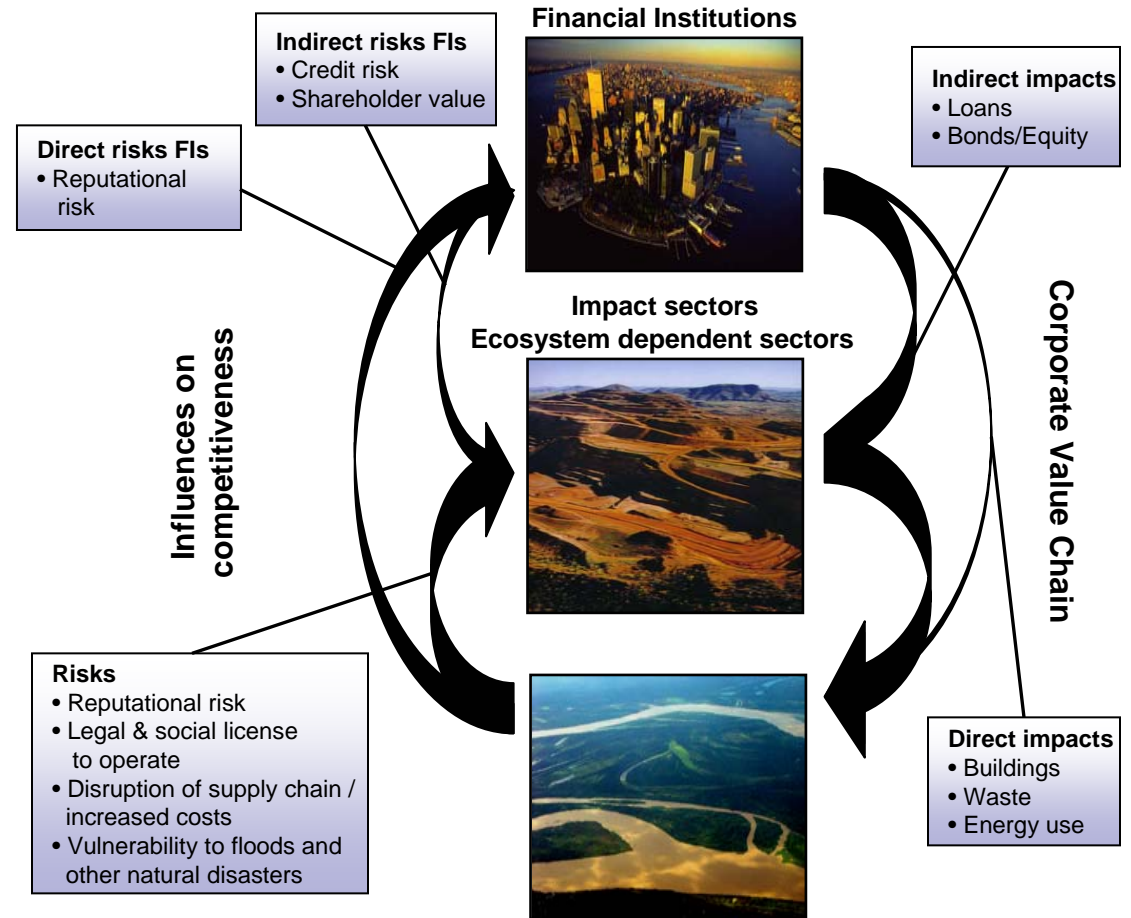 Financial Institutions
Indirect risks FIs
• Credit risk
• Shareholder value
Indirect impacts
• Loans
• Bonds/Equity
Direct risks FIs
• Reputational
risk
Impact sectors
Ecosystem dependent sectors
Influences on
competitiveness
Corporate Value Chain
Risks
• Reputational risk
• Legal & social license
to operate
• Disruption of supply chain /
increased costs
• Vulnerability to floods and
other natural disasters
Direct impacts
• Buildings
• Waste
• Energy use